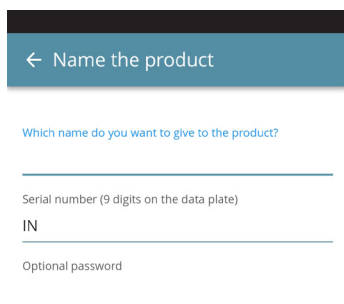 Name the product
Which name do you want to give to the product?
Serial number (9 digits on the data plate)
IN
Optional password